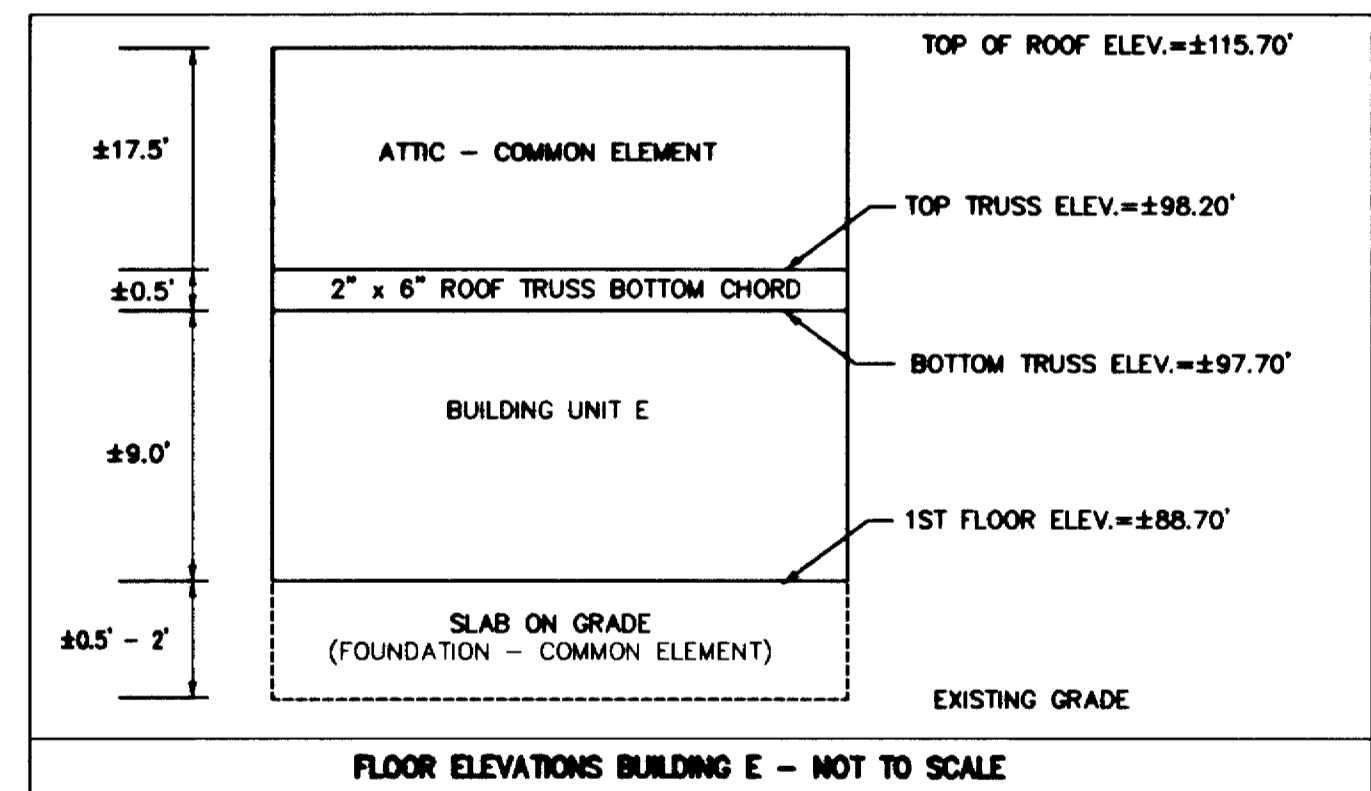 TOP OF ROOF ELEV.=±115.70'
±17.5'
ATTIC – COMMON ELEMENT
TOP TRUSS ELEV.=±98.20'
±0.5'
2" x 6" ROOF TRUSS BOTTOM CHORD
BOTTOM TRUSS ELEV.=±97.70'
BUILDING UNIT E
±9.0'
1ST FLOOR ELEV.=±88.70'
SLAB ON GRADE
±0.5' – 2'
(FOUNDATION – COMMON ELEMENT)
EXISTING GRADE
FLOOR ELEVATIONS BUILDING E – NOT TO SCALE